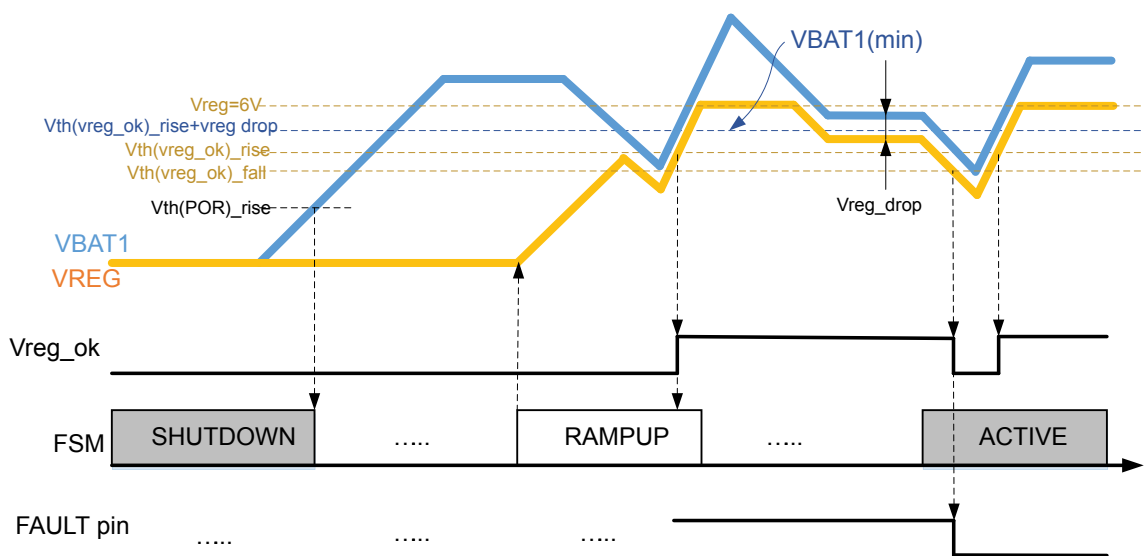 VBAT1(min)
Vreg=6V
Vth(vreg_ok)_rise+vreg drop
Vth(vreg_ok)_rise
Vth(vreg_ok)_fall
Vth(POR)_rise
Vreg_drop
VBAT1
VREG
Vreg_ok
FSM
SHUTDOWN
.....
RAMPUP
.....
ACTIVE
FAULT pin
.....
.....
.....